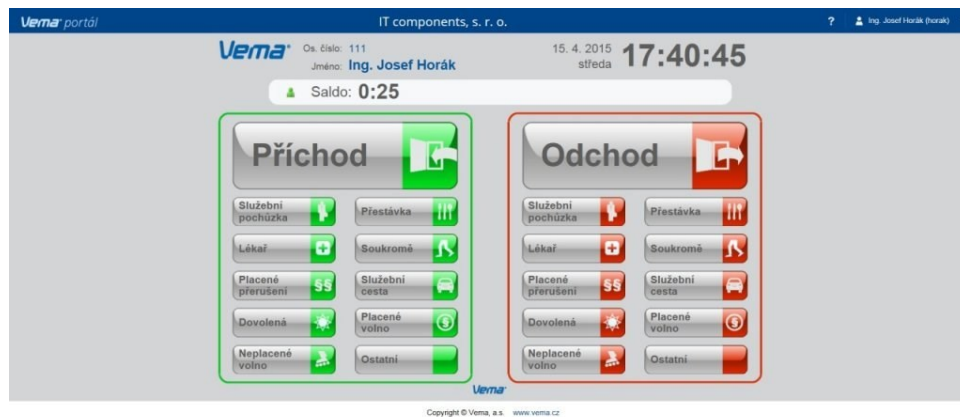 Vema portál IT components, s. r. o. ? Ing. Josef Horák (horak)
Vema Os. číslo: 111 15. 4. 2015 17:40:45
Jméno: Ing. Josef Horák středa
Saldo: 0:25
Příchod Odchod
Služební pochůzka
Přestávka
Služební pochůzka
Přestávka
Lékař
Soukromě
Lékař
Soukromě
Placené přerušení
§§
Služební cesta
Placené přerušení
§§
Služební cesta
Dovolená
Placené volno
$
Dovolená
Placené volno
$
Neplacené volno
Ostatní
Neplacené volno
Ostatní
Vema
Copyright © Vema, a.s. www.vema.cz